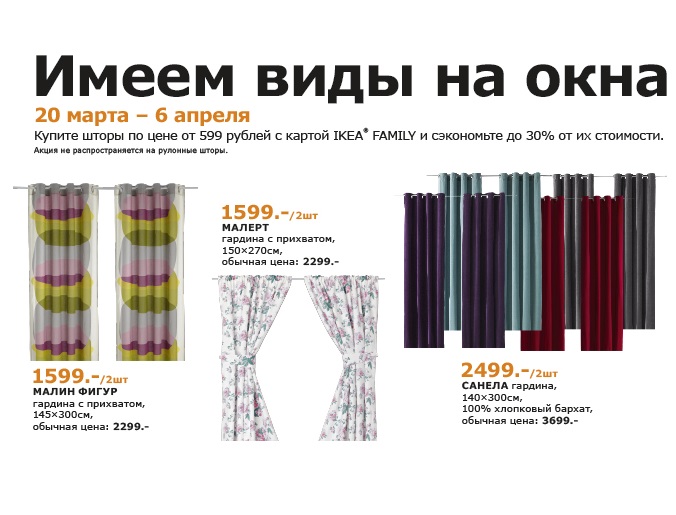 Имеем виды на окна
20 марта – 6 апреля
Купите шторы по цене от 599 рублей с картой IKEA® FAMILY и сэкономьте до 30% от их стоимости.
Акция не распространяется на рулонные шторы.
1599.-/2шт
МАЛЕРТ
гардина с прихватом,
150×270см,
обычная цена: 2299.-
1599.-/2шт
МАЛИН ФИГУР
гардина с прихватом,
145×300см,
обычная цена: 2299.-
2499.-/2шт
САНЕЛА гардина,
140×300см,
100% хлопковый бархат,
обычная цена: 3699.-